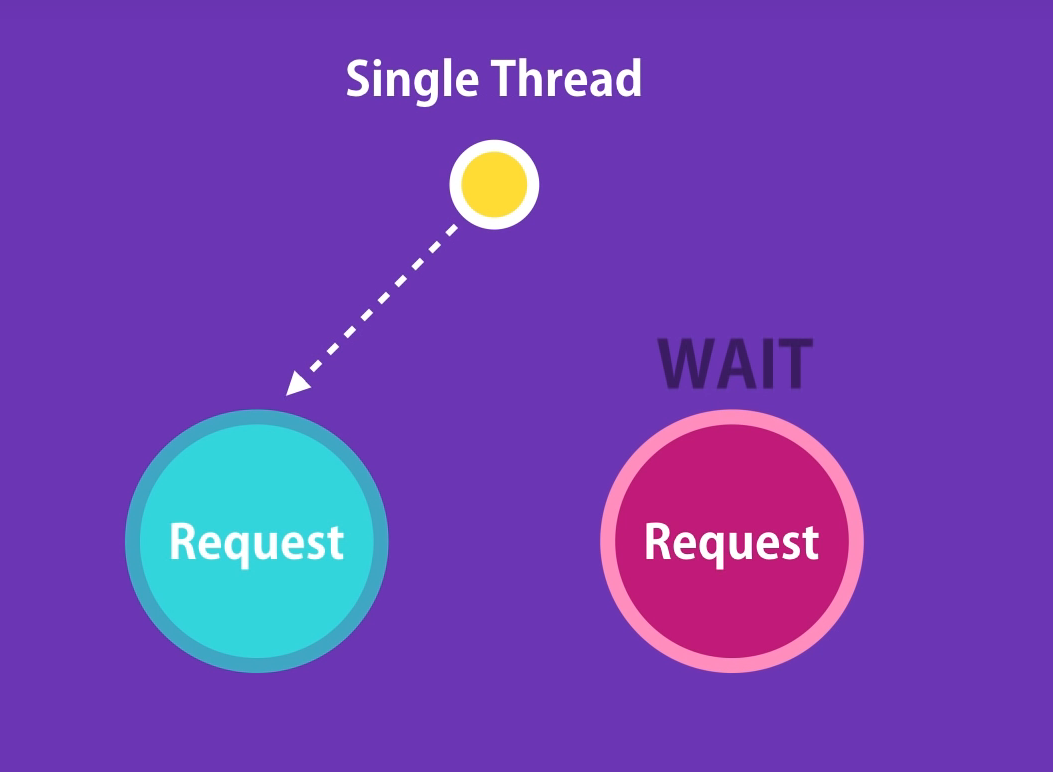 Single Thread
WAIT
Request
Request